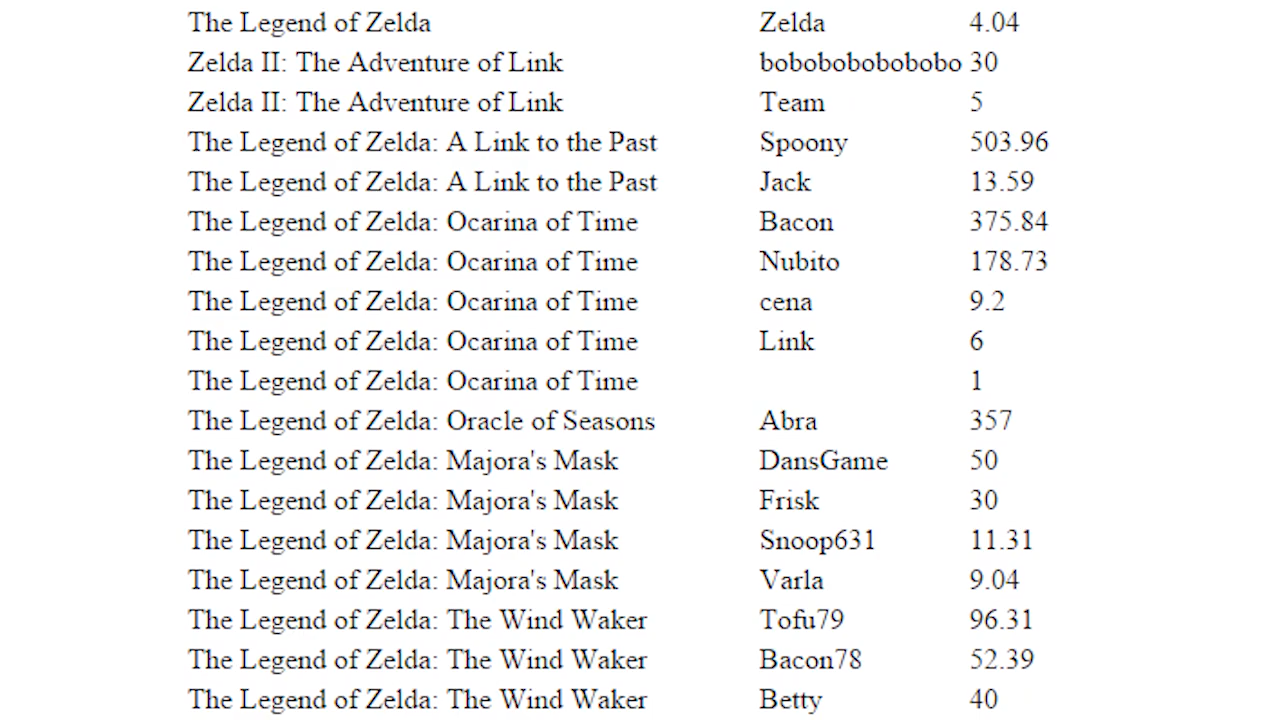 The Legend of Zelda Zelda 4.04
Zelda II: The Adventure of Link bobobobobobobo 30
Zelda II: The Adventure of Link Team 5
The Legend of Zelda: A Link to the Past Spoony 503.96
The Legend of Zelda: A Link to the Past Jack 13.59
The Legend of Zelda: Ocarina of Time Bacon 375.84
The Legend of Zelda: Ocarina of Time Nubito 178.73
The Legend of Zelda: Ocarina of Time cena 9.2
The Legend of Zelda: Ocarina of Time Link 6
The Legend of Zelda: Ocarina of Time 1
The Legend of Zelda: Oracle of Seasons Abra 357
The Legend of Zelda: Majora's Mask DansGame 50
The Legend of Zelda: Majora's Mask Frisk 30
The Legend of Zelda: Majora's Mask Snoop631 11.31
The Legend of Zelda: Majora's Mask Varla 9.04
The Legend of Zelda: The Wind Waker Tofu79 96.31
The Legend of Zelda: The Wind Waker Bacon78 52.39
The Legend of Zelda: The Wind Waker Betty 40